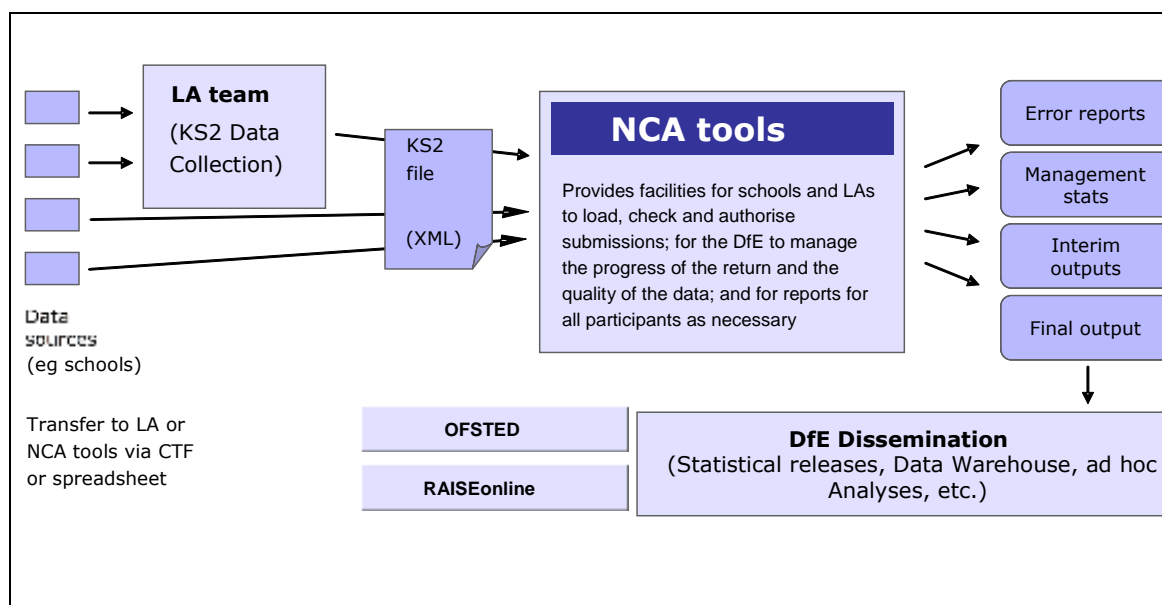 LA team
(KS2 Data
Collection)
KS2
file
(XML)
NCA tools
Provides facilities for schools and LAs
to load, check and authorise
submissions; for the DfE to manage
the progress of the return and the
quality of the data; and for reports for
all participants as necessary
Error reports
Management
stats
Interim
outputs
Final output
Data
sources
(eg schools)
Transfer to LA or
NCA tools via CTF
or spreadsheet
OFSTED
RAISEonline
DfE Dissemination
(Statistical releases, Data Warehouse, ad hoc
Analyses, etc.)